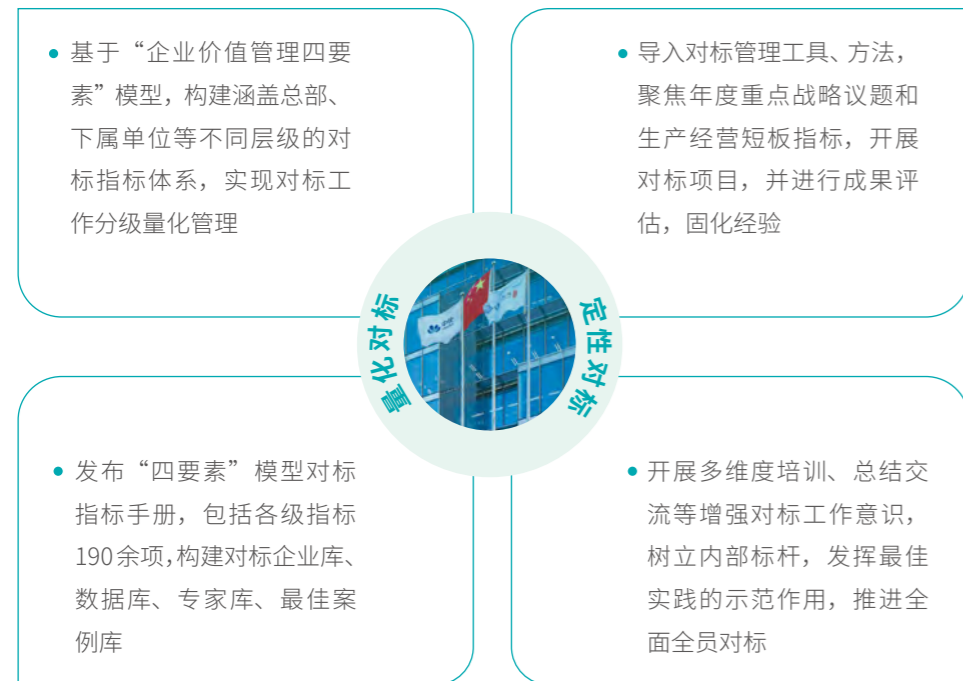 基于“企业价值管理四要
素”模型，构建涵盖总部、
下属单位等不同层级的对
标指标体系，实现对标工
作分级量化管理
导入对标管理工具、方法，
聚焦年度重点战略议题和
生产经营短板指标，开展
对标项目，并进行成果评
估，固化经验
量化对标
定性对标
发布“四要素”模型对标
指标手册，包括各级指标
190余项，构建对标企业库、
数据库、专家库、最佳案
例库
开展多维度培训、总结交
流等增强对标工作意识，
树立内部标杆，发挥最佳
实践的示范作用，推进全
面全员对标